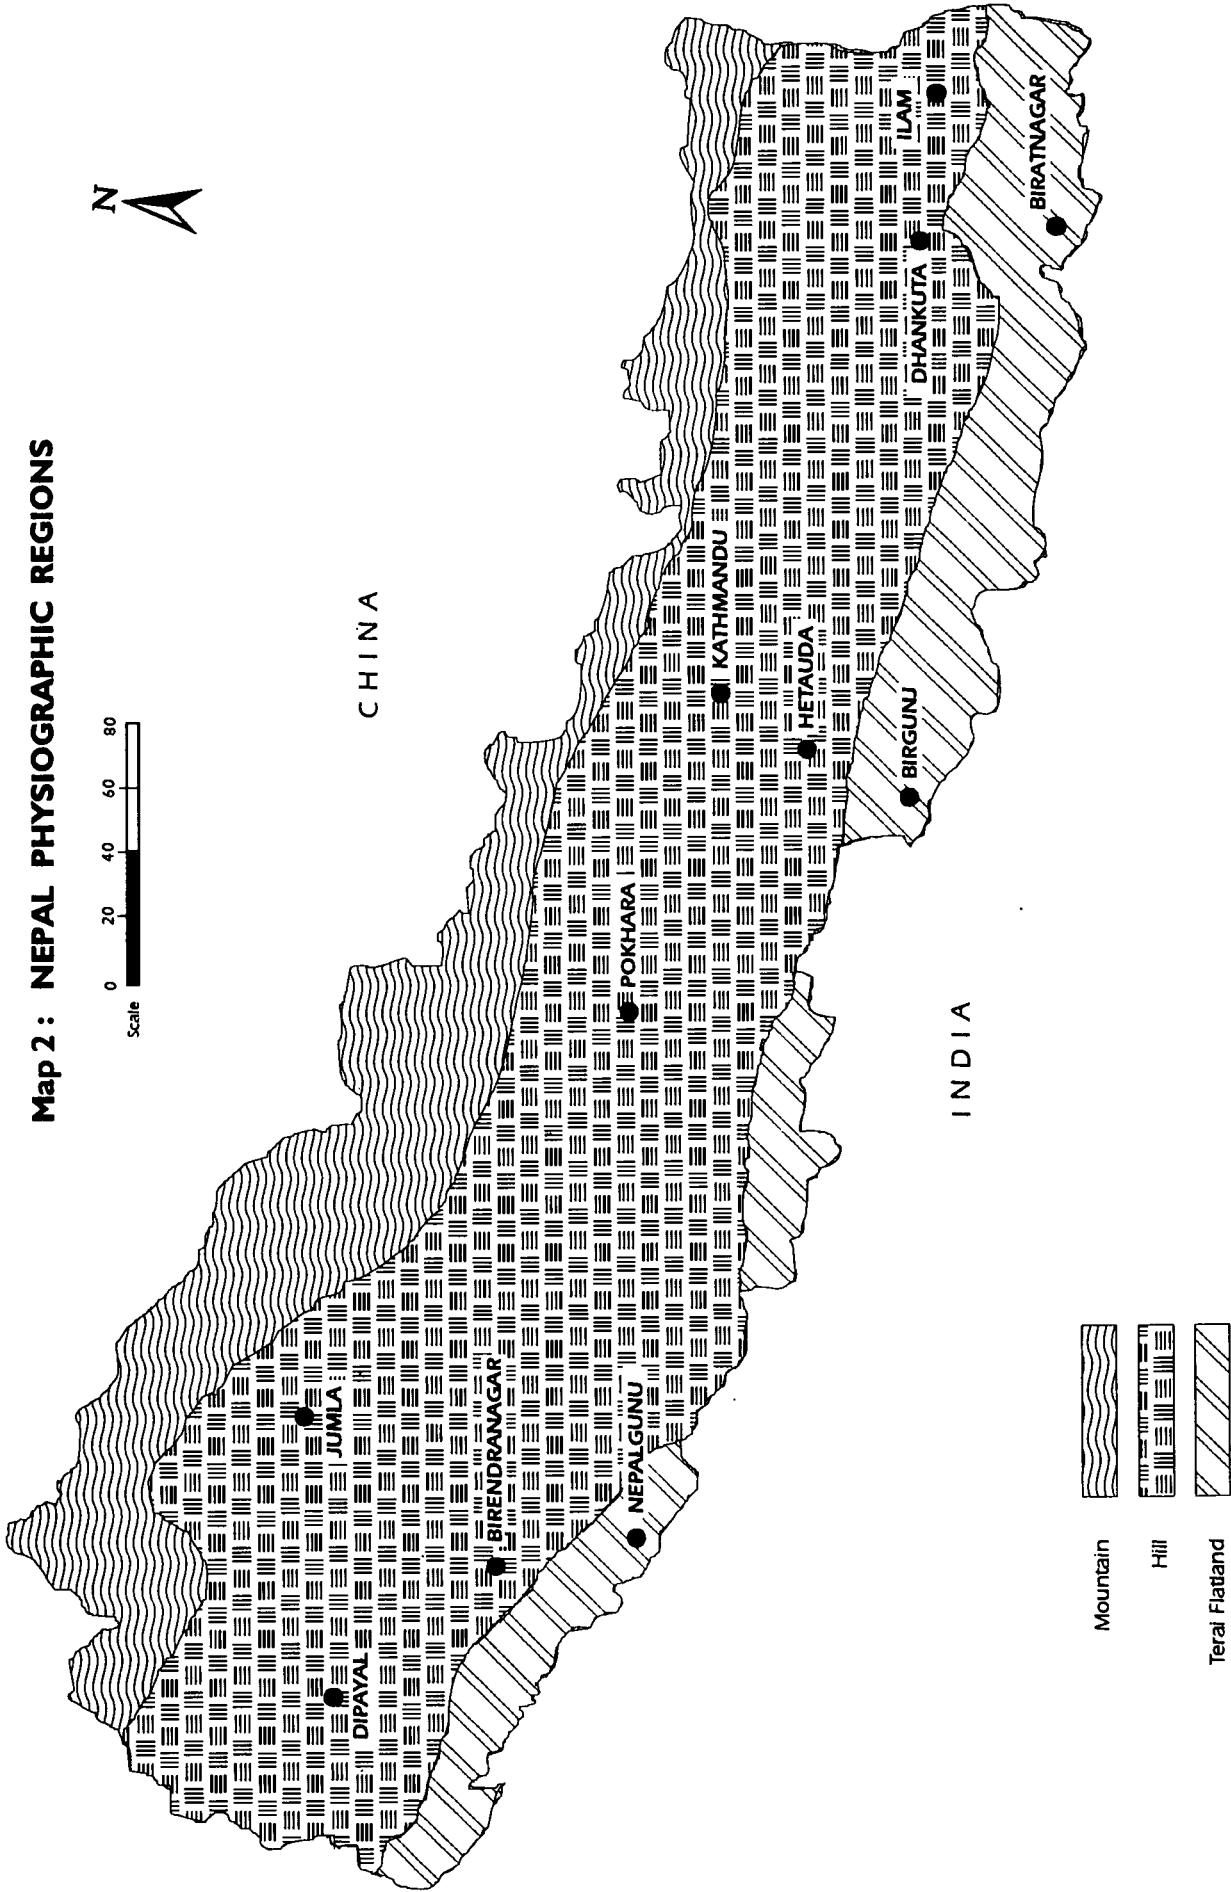 Map 2 : NEPAL PHYSIOGRAPHIC REGIONS
Scale
0 20 40 60 80
N
CHINA
DIPAYAL
JUMLA
BIRENDRANAGAR
NEPALGUNU
POKHARA
KATHMANDU
HETAUDA
BIRGUNJ
DHANKUTA
ILAM
BIRATNAGAR
INDIA
Mountain
Hill
Terai Flatland